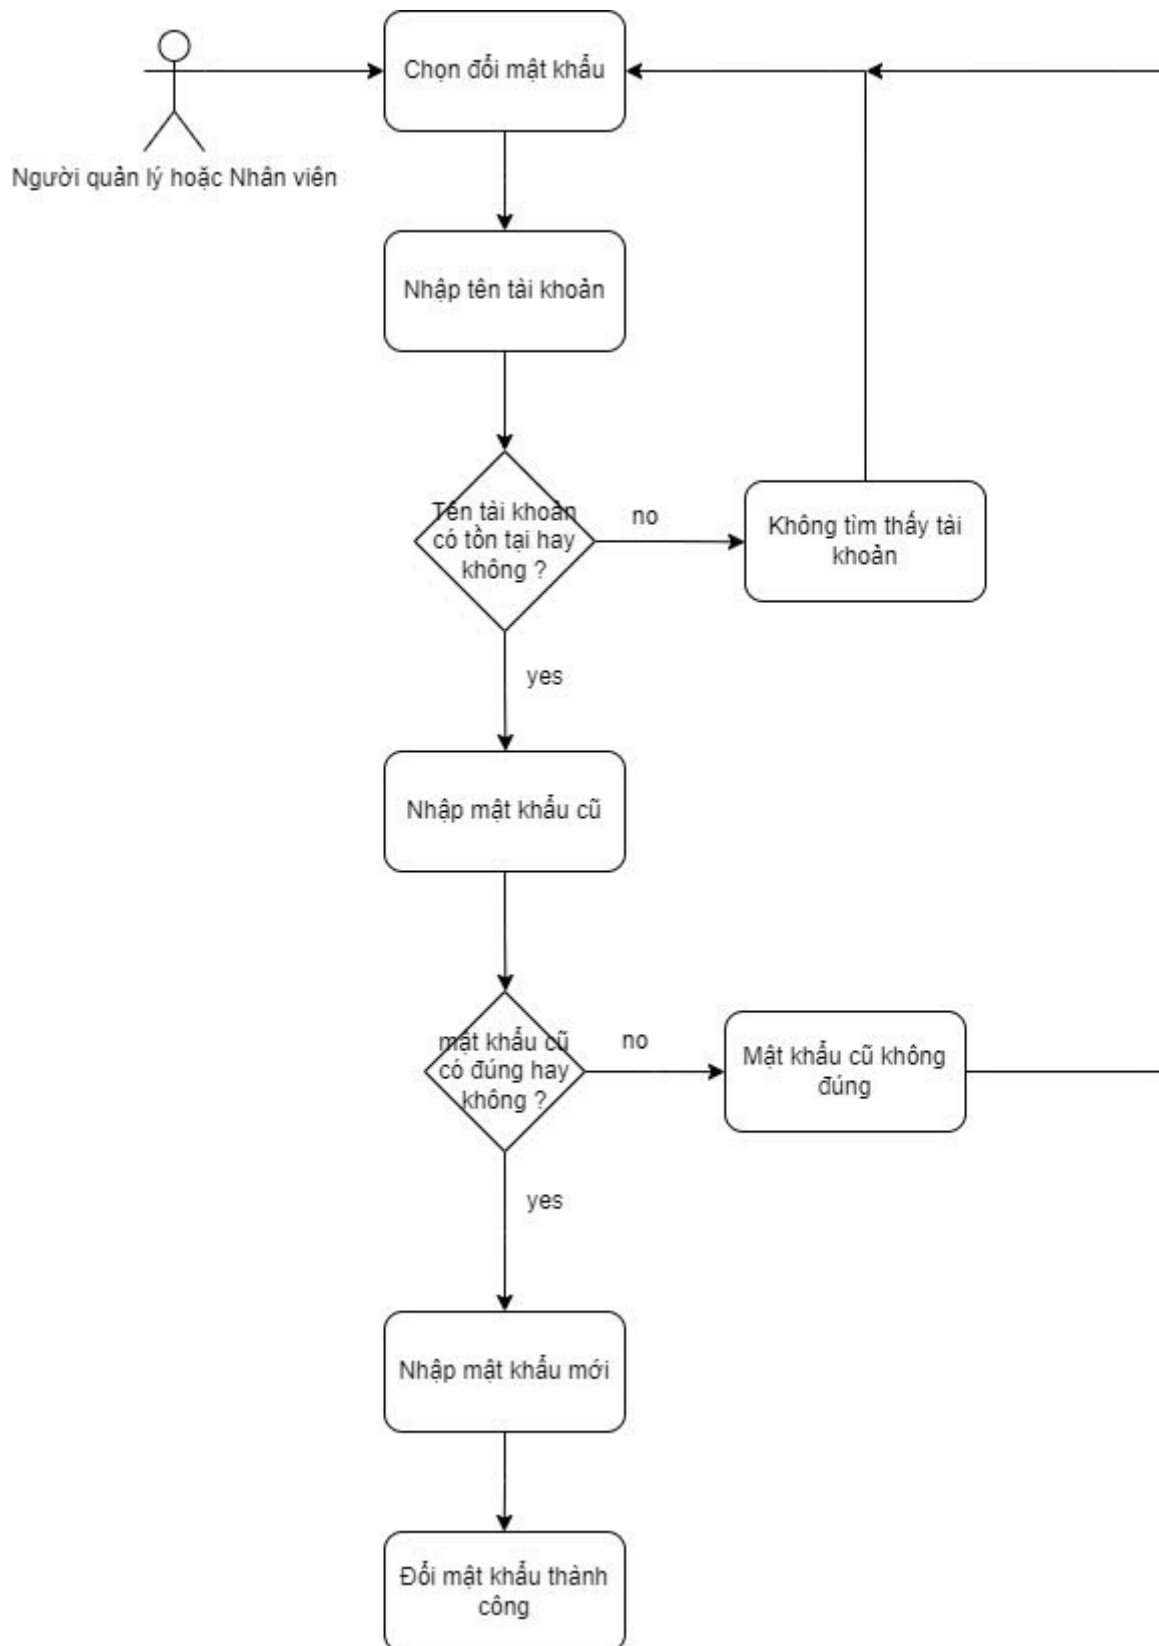 Chọn đổi mật khẩu
Người quản lý hoặc Nhân viên
Nhập tên tài khoản
Tên tài khoản
có tồn tại hay
không ?
no
Không tìm thấy tài
khoản
yes
Nhập mật khẩu cũ
mật khẩu cũ
có đúng hay
không ?
no
Mật khẩu cũ không
đúng
yes
Nhập mật khẩu mới
Đổi mật khẩu thành
công